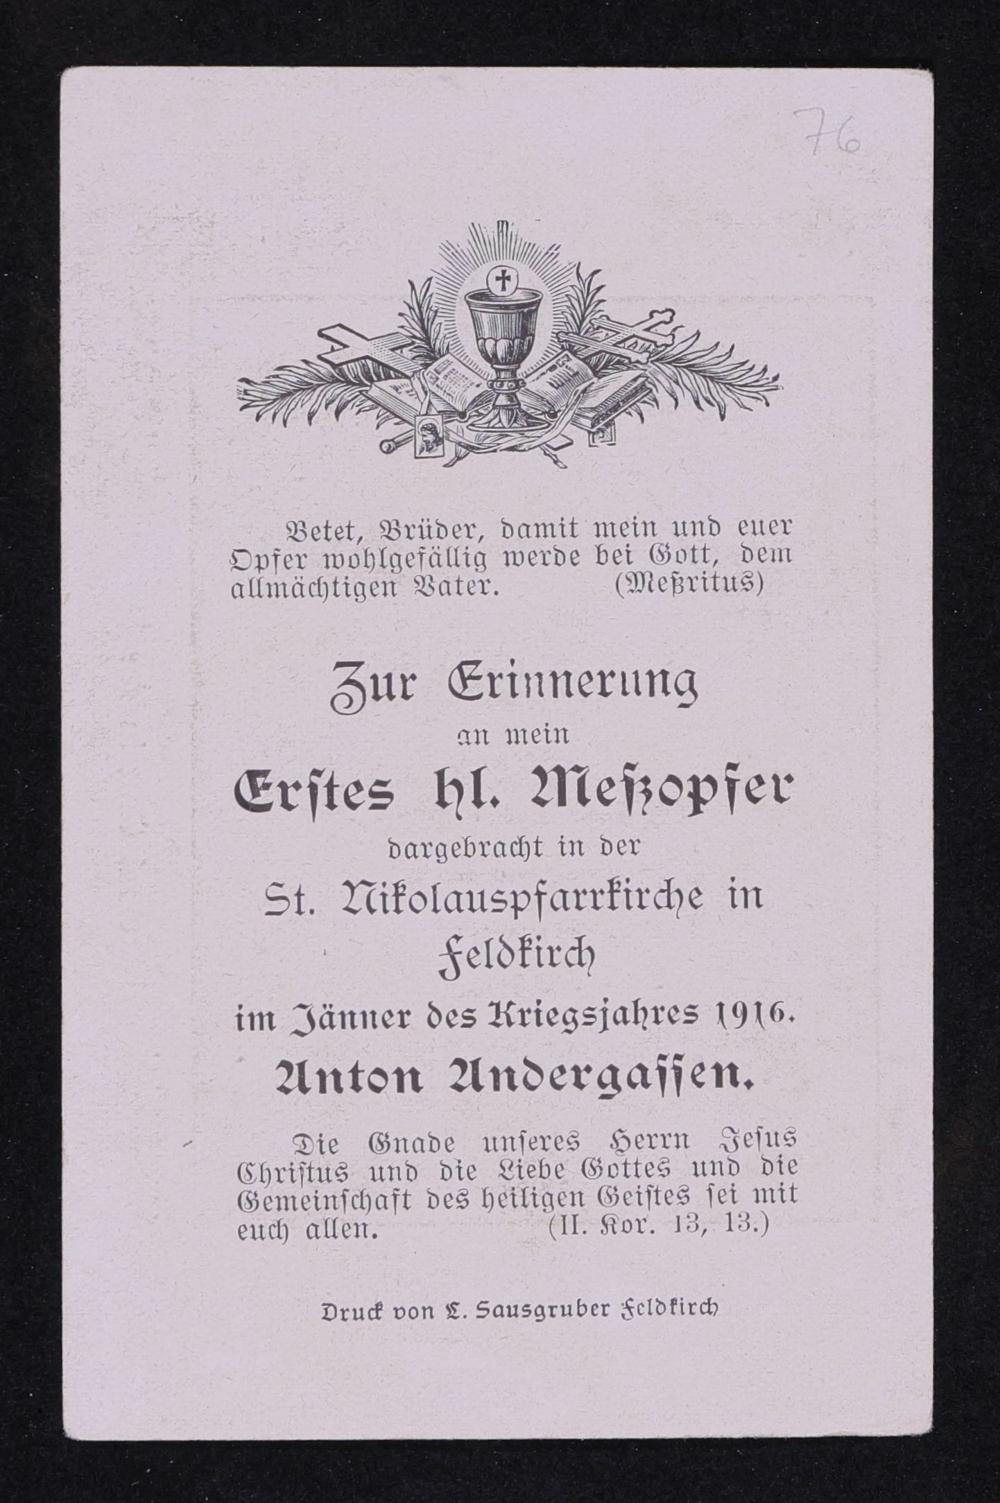 76
Betet, Brüder, damit mein und euer
Opfer wohlgefällig werde bei Gott, dem
allmächtigen Vater. (Meßritus)
Zur Erinnerung
an mein
Erstes hl. Meßopfer
dargebracht in der
St. Nikolauspfarrkirche in
Feldkirch
im Jänner des Kriegsjahres 1916.
Anton Andergassen.
Die Gnade unseres Herrn Jesus
Christus und die Liebe Gottes und die
Gemeinschaft des heiligen Geistes sei mit
euch allen. (II. Kor. 13, 13.)
Druck von L. Sausgruber Feldkirch